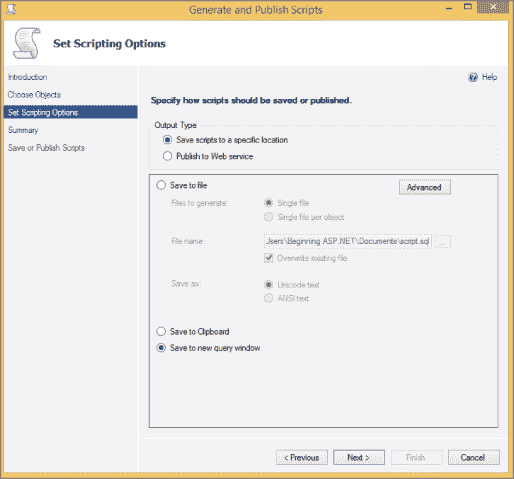 Generate and Publish Scripts
Set Scripting Options
Introduction
Choose Objects
Set Scripting Options
Summary
Save or Publish Scripts
Help
Specify how scripts should be saved or published.
Output Type
Save scripts to a specific location
Publish to Web service
Save to file
Advanced
Files to generate:
Single file
Single file per object
File name:
Jsers\Beginning ASP.NET\Documents\script.sql
...
Overwrite existing file
Save as:
Unicode text
ANSI text
Save to Clipboard
Save to new query window
< Previous
Next >
Finish
Cancel